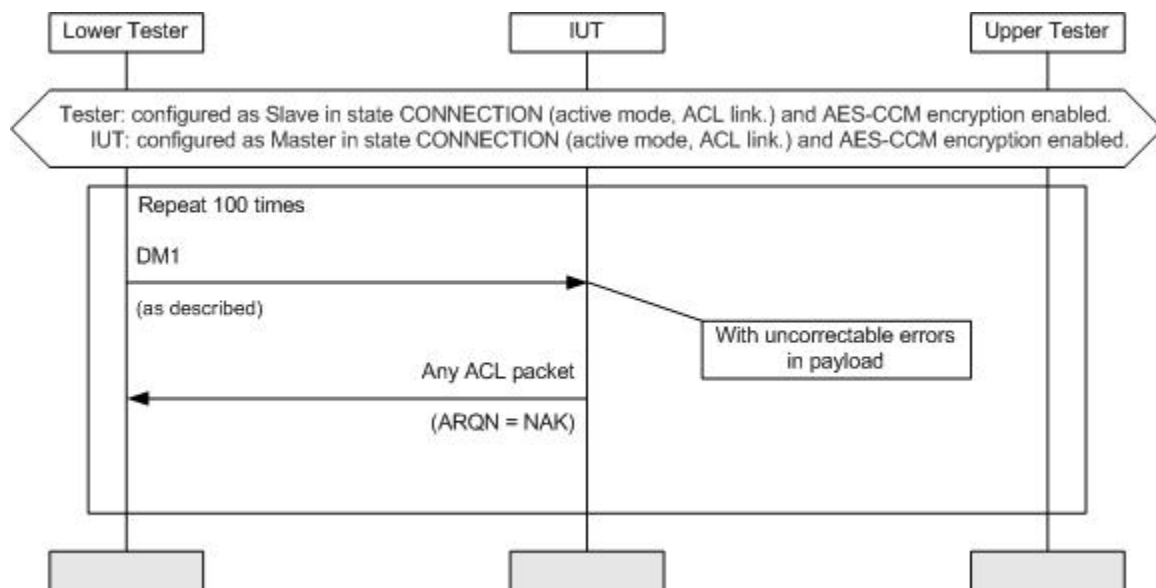 Lower Tester
IUT
Upper Tester
Tester: configured as Slave in state CONNECTION (active mode, ACL link.) and AES-CCM encryption enabled.
IUT: configured as Master in state CONNECTION (active mode, ACL link.) and AES-CCM encryption enabled.
Repeat 100 times
DM1
(as described)
With uncorrectable errors
in payload
Any ACL packet
(ARQN = NAK)